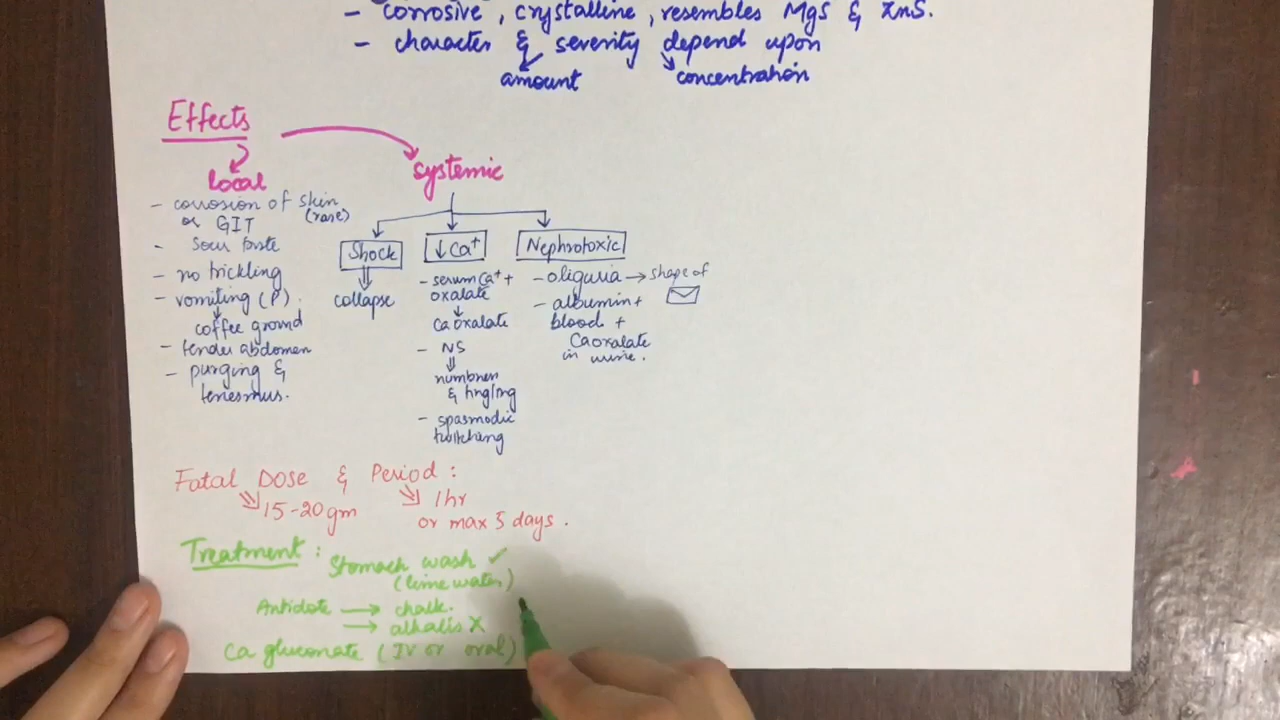 - corrosive, crystalline, resembles Mgs & ZnS.
- character & severity depend upon
amount concentration
Effects
local
- corrosion of skin
or GIT (rare)
- sour taste
- no trickling
- vomiting (P).
coffee ground
- tender abdomen
- purging &
tenesmus.
systemic
Shock
collapse
↓ Ca+
- serum Ca+ +
oxalate
Ca oxalate
- NS
numbness
& tingling
- spasmodic
twitching
Nephrotoxic
- oliguria → shape of
- albumin +
blood +
Ca oxalate
in urine.
Fatal Dose & Period:
15-20 gm
1hr
or max 5 days.
Treatment: Stomach wash ✓
(lime water)
Antidote → chalk.
→ alkalis X
Ca gluconate (IV or oral)